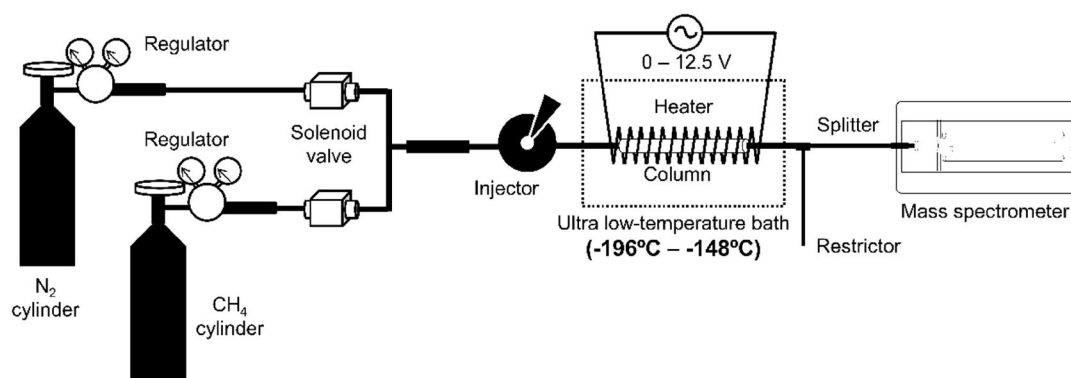 Regulator
0 – 12.5 V
Heater
Splitter
Regulator
Solenoid
valve
Injector
Column
Mass spectrometer
Ultra low-temperature bath
(-196ºC – -148ºC)
Restrictor
N₂
cylinder
CH₄
cylinder